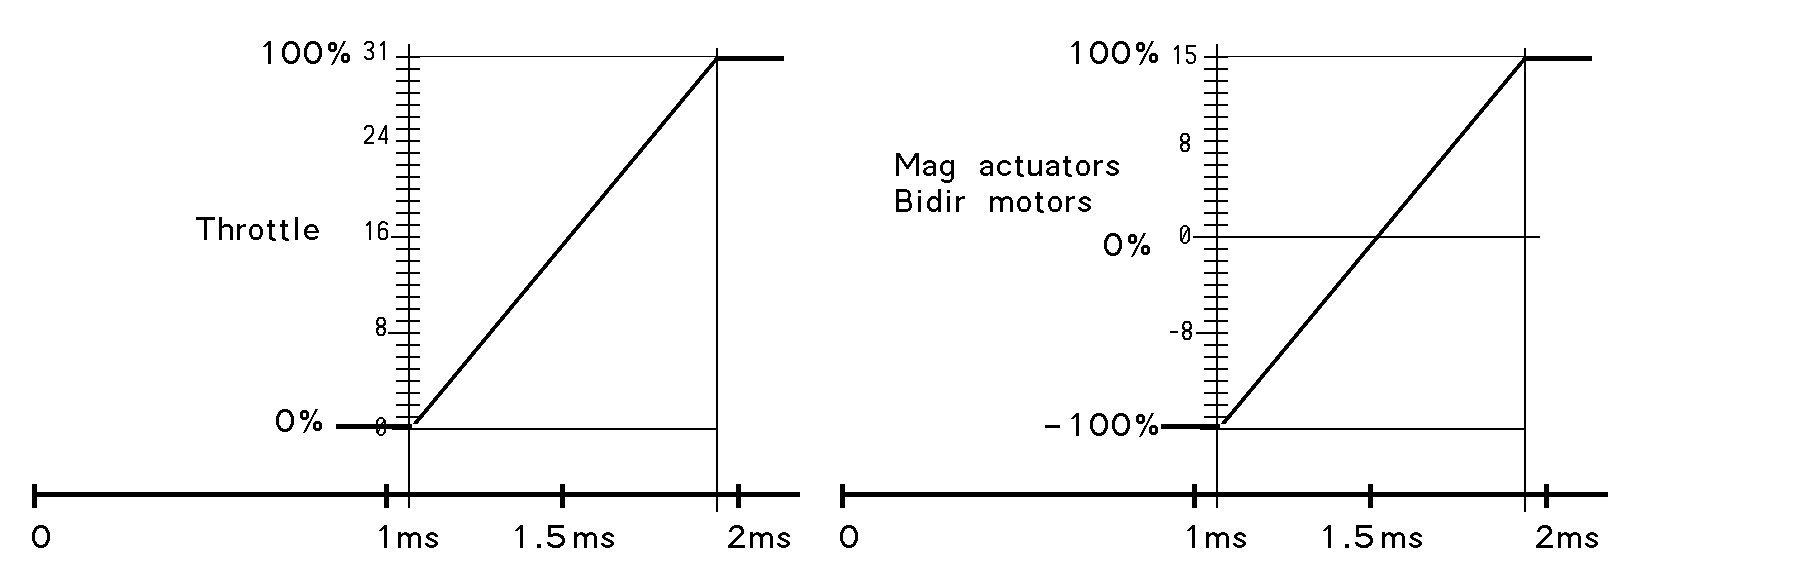 100% 31
24
Throttle 16
8
0% 0
0 1ms 1.5ms 2ms
100% 15
8
Mag actuators
Bidir motors
0% 0
-8
-100%
0 1ms 1.5ms 2ms